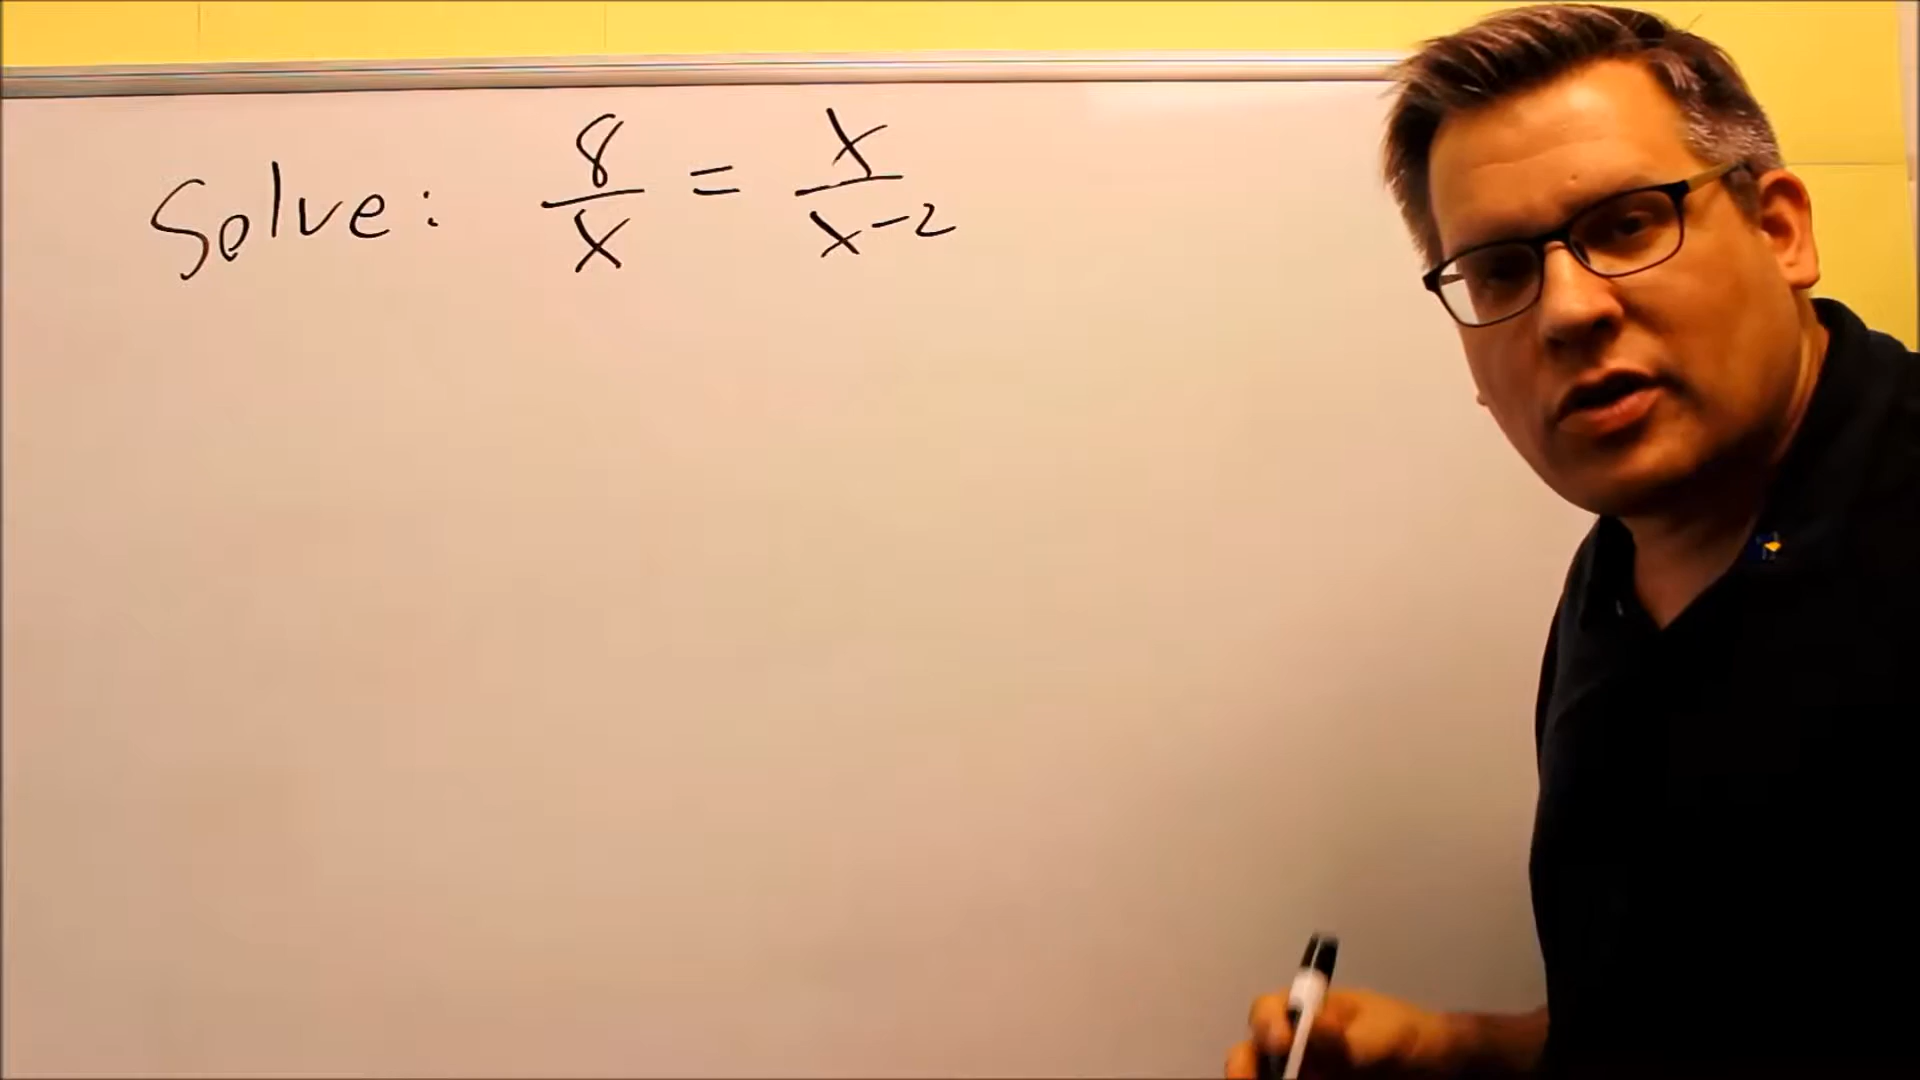 Solve: 8/x = x/x-2